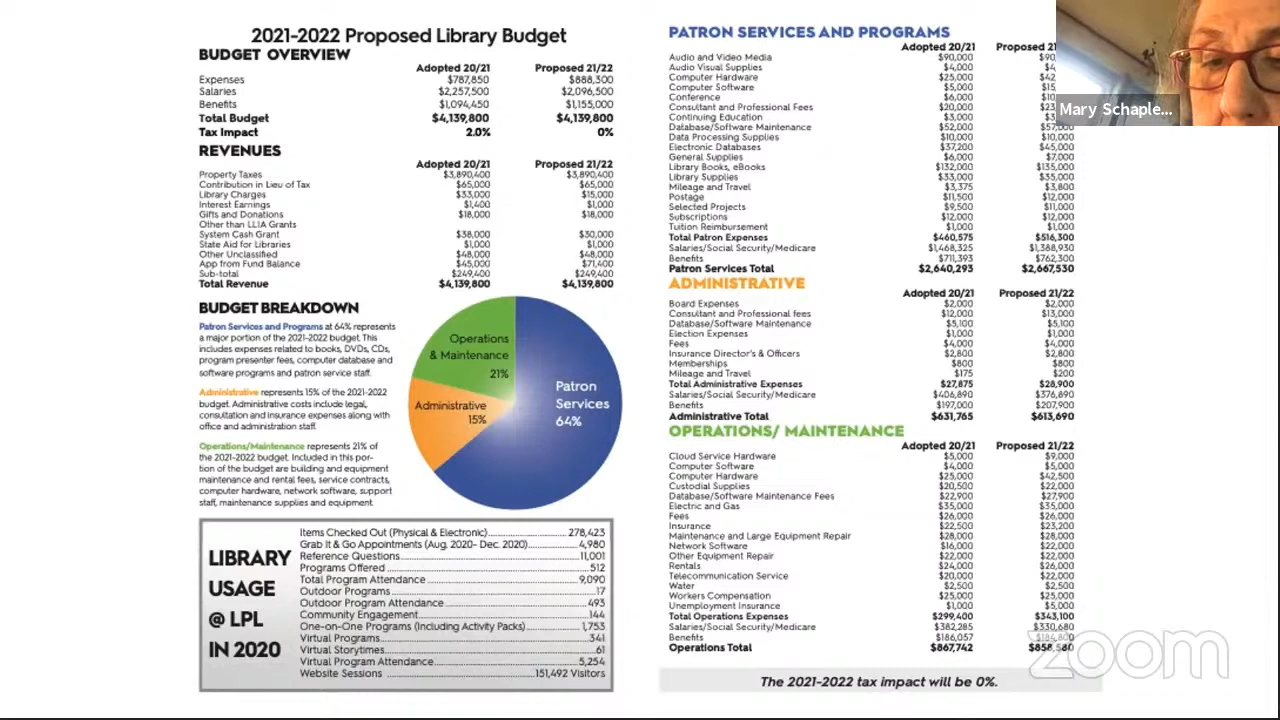 2021-2022 Proposed Library Budget
BUDGET OVERVIEW
Adopted 20/21 Proposed 21/22
Expenses $787,850 $888,300
Salaries $2,257,500 $2,096,500
Benefits $1,094,450 $1,155,000
Total Budget $4,139,800 $4,139,800
Tax Impact 2.0% 0%
REVENUES
Adopted 20/21 Proposed 21/22
Property Taxes $3,890,400 $3,890,400
Contribution in Lieu of Tax $65,000 $65,000
Library Charges $33,000 $15,000
Interest Earnings $1,400 $1,000
Gifts and Donations $18,000 $18,000
Other than LLIA Grants
System Cash Grant $38,000 $30,000
State Aid for Libraries $1,000 $1,000
Other Unclassified $48,000 $48,000
App from Fund Balance $45,000 $71,400
Sub-total $249,400 $249,400
Total Revenue $4,139,800 $4,139,800
BUDGET BREAKDOWN
Patron Services and Programs at 64% represents
a major portion of the 2021-2022 budget. This
includes expenses related to books, DVDs, CDs,
program presenter fees, computer database and
software programs and patron service staff.
Administrative represents 15% of the 2021-2022
budget. Administrative costs include legal,
consultation and insurance expenses along with
office and administration staff.
Operations/Maintenance represents 21% of
the 2021-2022 budget. Included in this por-
tion of the budget are building and equipment
maintenance and rental fees, service contracts,
computer hardware, network software, support
staff, maintenance supplies and equipment.
Operations
& Maintenance
21%
Administrative
15%
Patron
Services
64%
LIBRARY
USAGE
@ LPL
IN 2020
Items Checked Out (Physical & Electronic) 278,423
Grab It & Go Appointments (Aug. 2020- Dec. 2020) 4,980
Reference Questions 11,001
Programs Offered 512
Total Program Attendance 9,090
Outdoor Programs 17
Outdoor Program Attendance 493
Community Engagement 144
One-on-One Programs (Including Activity Packs) 1,753
Virtual Programs 341
Virtual Storytimes 61
Virtual Program Attendance 5,254
Website Sessions 151,492 Visitors
PATRON SERVICES AND PROGRAMS
Adopted 20/21 Proposed 21
Audio and Video Media $90,000 $90
Audio Visual Supplies $4,000 $4,
Computer Hardware $25,000 $42
Computer Software $5,000 $15
Conference $6,000 $10
Consultant and Professional Fees $20,000 $23
Continuing Education $3,000 $3
Database/Software Maintenance $52,000 $57,000
Data Processing Supplies $10,000 $10,000
Electronic Databases $37,200 $45,000
General Supplies $6,000 $7,000
Library Books, eBooks $132,000 $135,000
Library Supplies $33,000 $35,000
Mileage and Travel $3,375 $3,800
Postage $11,500 $12,000
Selected Projects $9,500 $11,000
Subscriptions $12,000 $12,000
Tuition Reimbursement $1,000 $1,000
Total Patron Expenses $460,575 $516,300
Salaries/Social Security/Medicare $1,468,325 $1,388,930
Benefits $711,393 $762,300
Patron Services Total $2,640,293 $2,667,530
ADMINISTRATIVE
Adopted 20/21 Proposed 21/22
Board Expenses $2,000 $2,000
Consultant and Professional fees $12,000 $13,000
Database/Software Maintenance $5,100 $5,100
Election Expenses $1,000 $1,000
Fees $4,000 $4,000
Insurance Director's & Officers $2,800 $2,800
Memberships $800 $800
Mileage and Travel $175 $200
Total Administrative Expenses $27,875 $28,900
Salaries/Social Security/Medicare $406,890 $376,890
Benefits $197,000 $207,900
Administrative Total $631,765 $613,690
OPERATIONS/ MAINTENANCE
Adopted 20/21 Proposed 21/22
Cloud Service Hardware $5,000 $9,000
Computer Software $4,000 $5,000
Computer Hardware $25,000 $42,500
Custodial Supplies $20,500 $22,000
Database/Software Maintenance Fees $22,900 $27,900
Electric and Gas $35,000 $35,000
Fees $26,000 $26,000
Insurance $22,500 $23,200
Maintenance and Large Equipment Repair $28,000 $28,000
Network Software $16,000 $22,000
Other Equipment Repair $22,000 $22,000
Rentals $24,000 $26,000
Telecommunication Service $20,000 $22,000
Water $2,500 $2,500
Workers Compensation $25,000 $25,000
Unemployment Insurance $1,000 $5,000
Total Operations Expenses $299,400 $343,100
Salaries/Social Security/Medicare $382,285 $330,680
Benefits $186,057 $184,800
Operations Total $867,742 $858,580
The 2021-2022 tax impact will be 0%.
Mary Schaple...
zoom